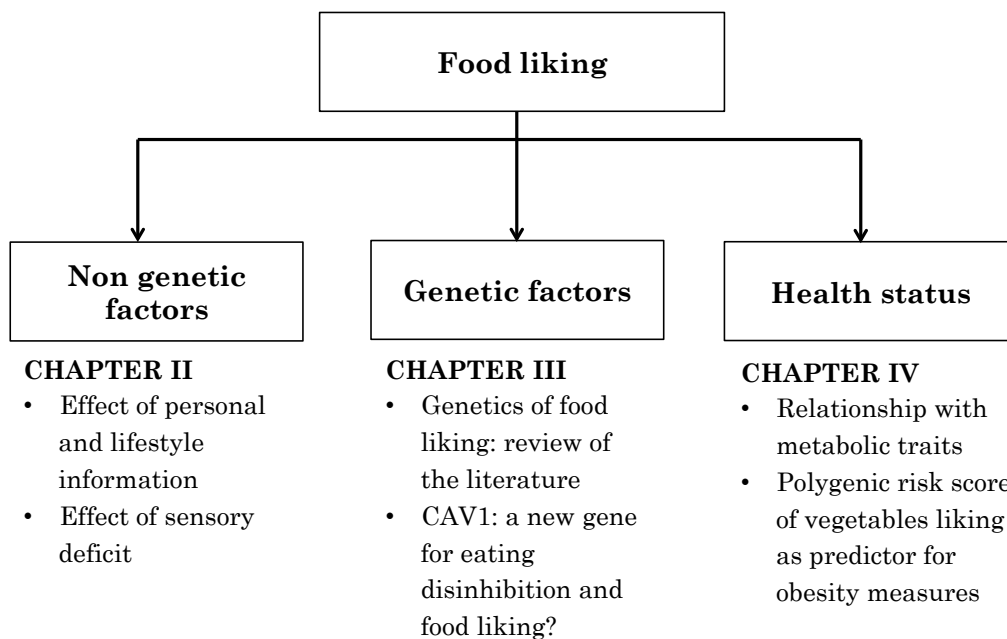 Food liking
Non genetic
factors
CHAPTER II
• Effect of personal
and lifestyle
information
• Effect of sensory
deficit
Genetic factors
CHAPTER III
• Genetics of food
liking: review of
the literature
• CAV1: a new gene
for eating
disinhibition and
food liking?
Health status
CHAPTER IV
• Relationship with
metabolic traits
• Polygenic risk score
of vegetables liking
as predictor for
obesity measures